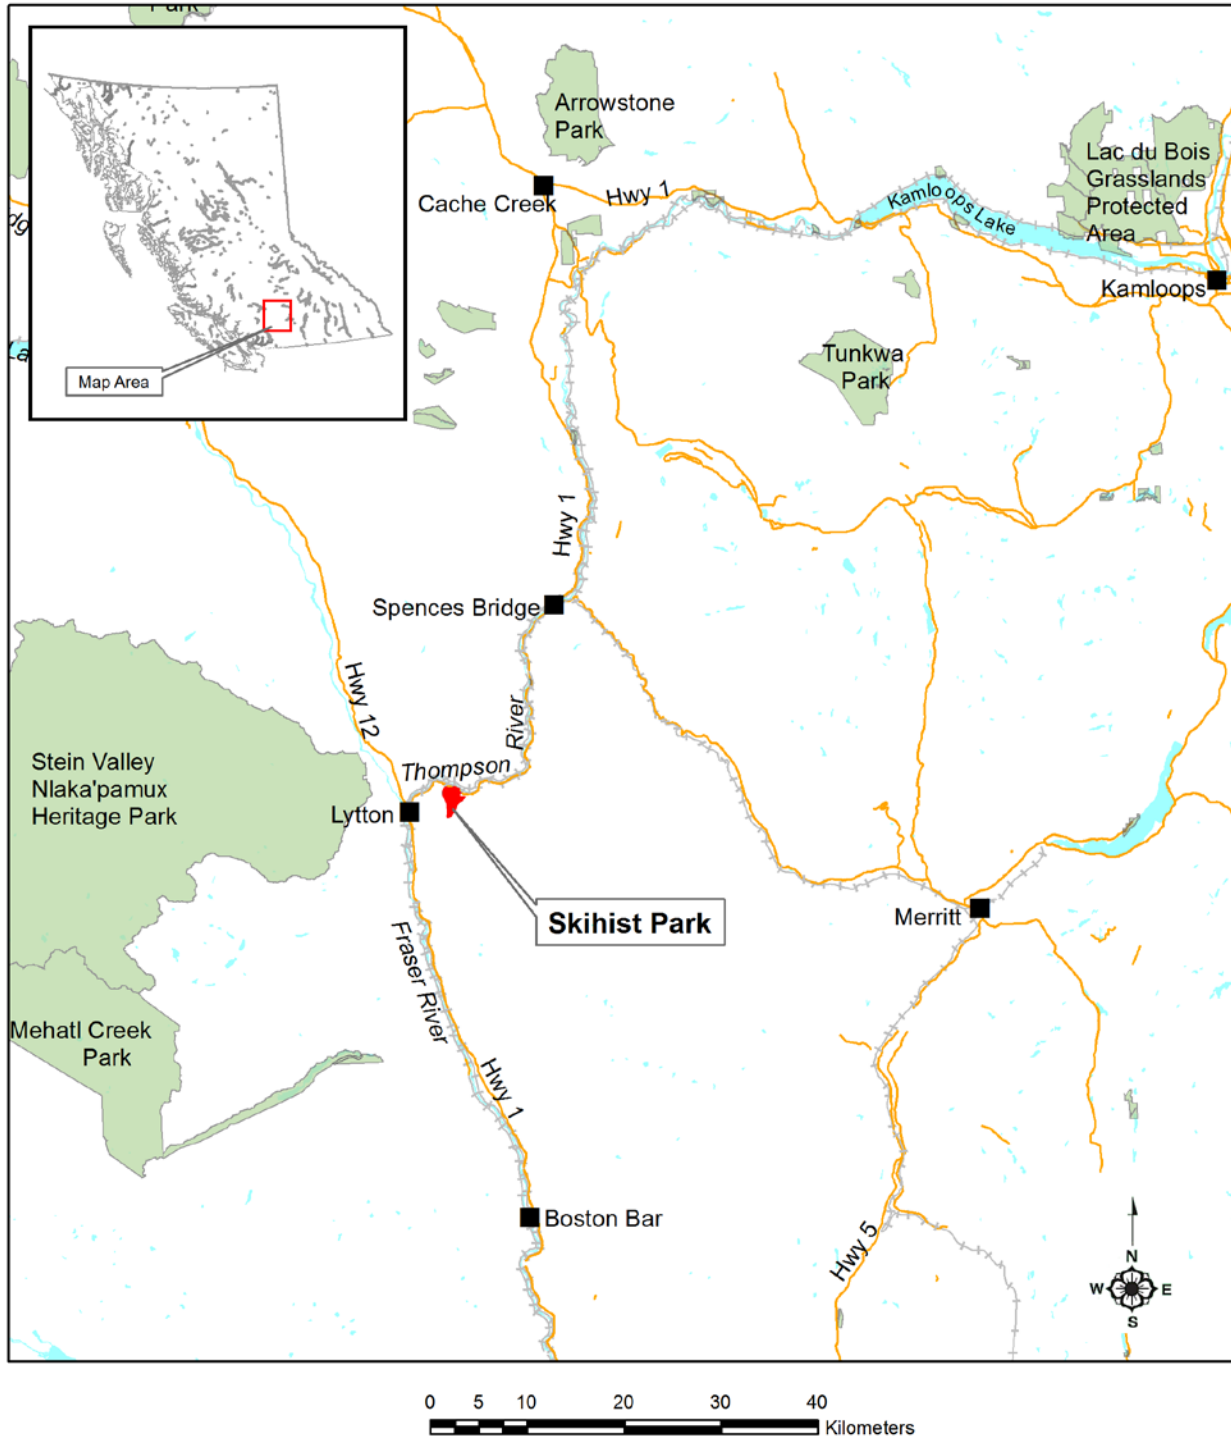 Park
Map Area
Arrowstone
Park
Cache Creek
Hwy 1
Kamloops Lake
Lac du Bois
Grasslands
Protected
Area
Kamloops
Tunkwa
Park
Hwy 1
Spences Bridge
Hwy 12
Thompson
River
Stein Valley
Nlaka'pamux
Heritage Park
Lytton
Skihist Park
Merritt
Fraser River
Mehatl Creek
Park
Hwy 1
Boston Bar
Hwy 5
N
W E
S
0 5 10 20 30 40
Kilometers